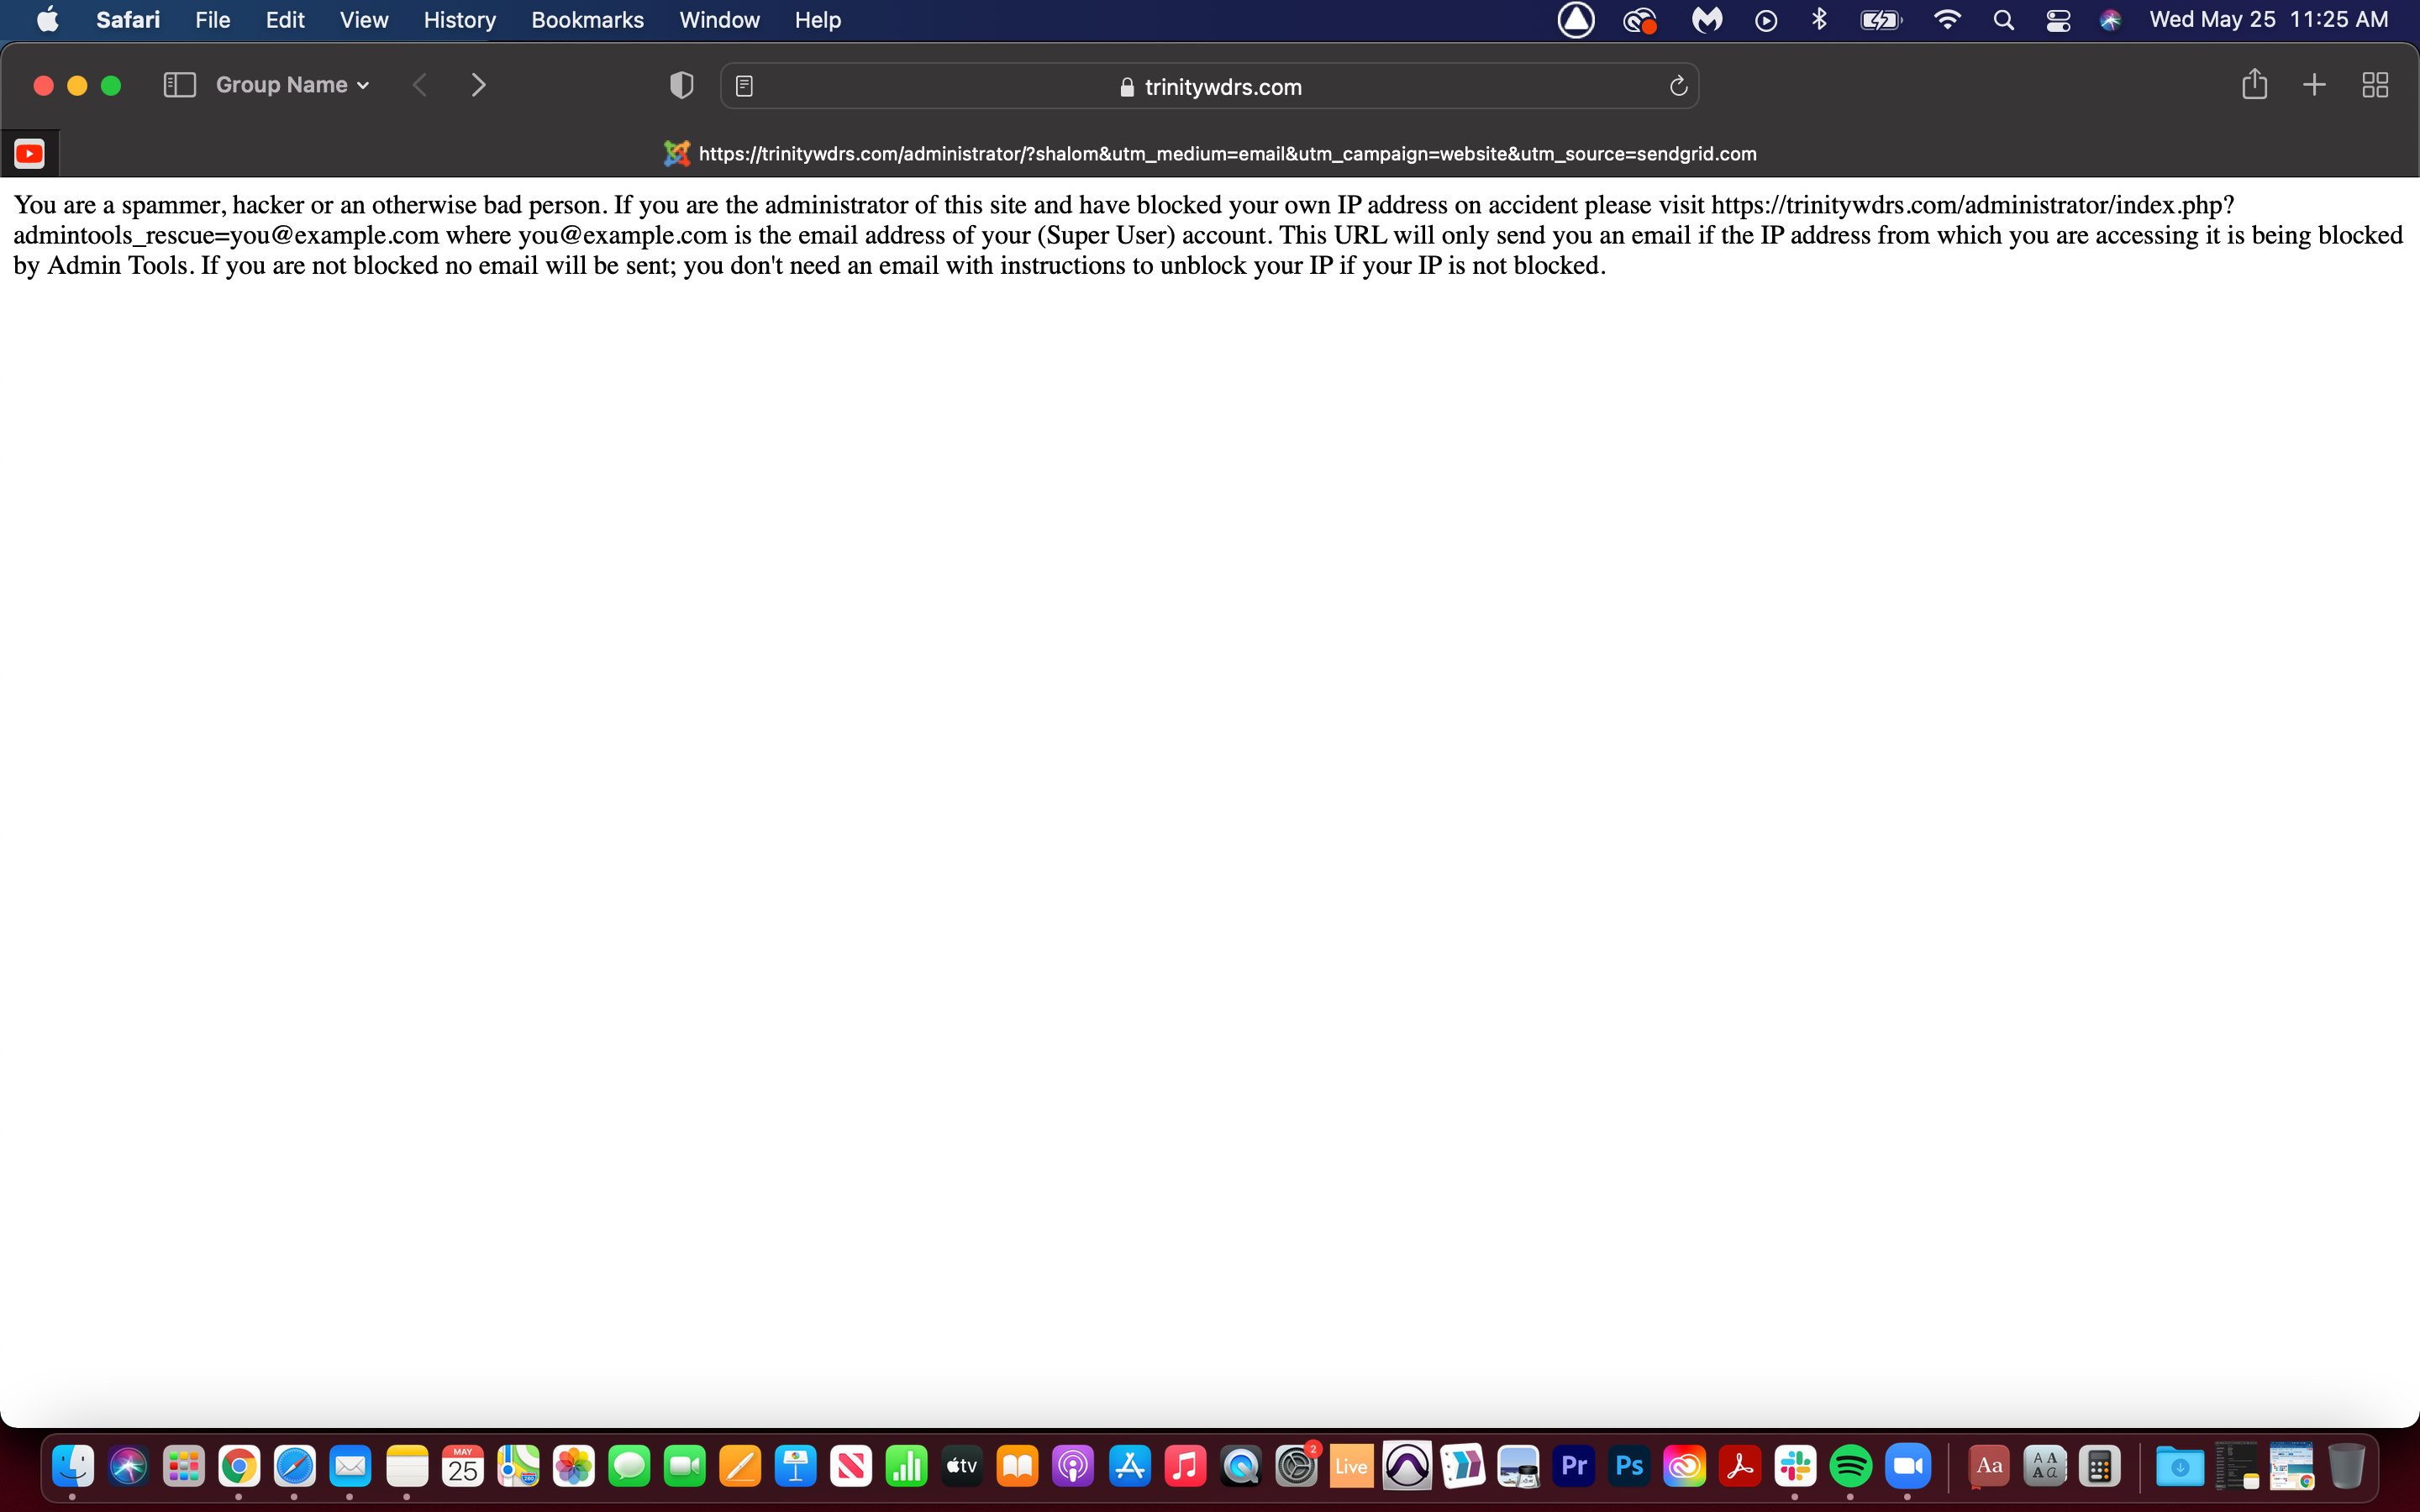 Safari File Edit View History Bookmarks Window Help Wed May 25 11:25 AM
Group Name trinitywdrs.com
https://trinitywdrs.com/administrator/?shalom&utm_medium=email&utm_campaign=website&utm_source=sendgrid.com
You are a spammer, hacker or an otherwise bad person. If you are the administrator of this site and have blocked your own IP address on accident please visit https://trinitywdrs.com/administrator/index.php?
admintools_rescue=you@example.com where you@example.com is the email address of your (Super User) account. This URL will only send you an email if the IP address from which you are accessing it is being blocked
by Admin Tools. If you are not blocked no email will be sent; you don't need an email with instructions to unblock your IP if your IP is not blocked.
MAY
25
280
tv
2
Live
Pr
Ps
Aa
A A
A a